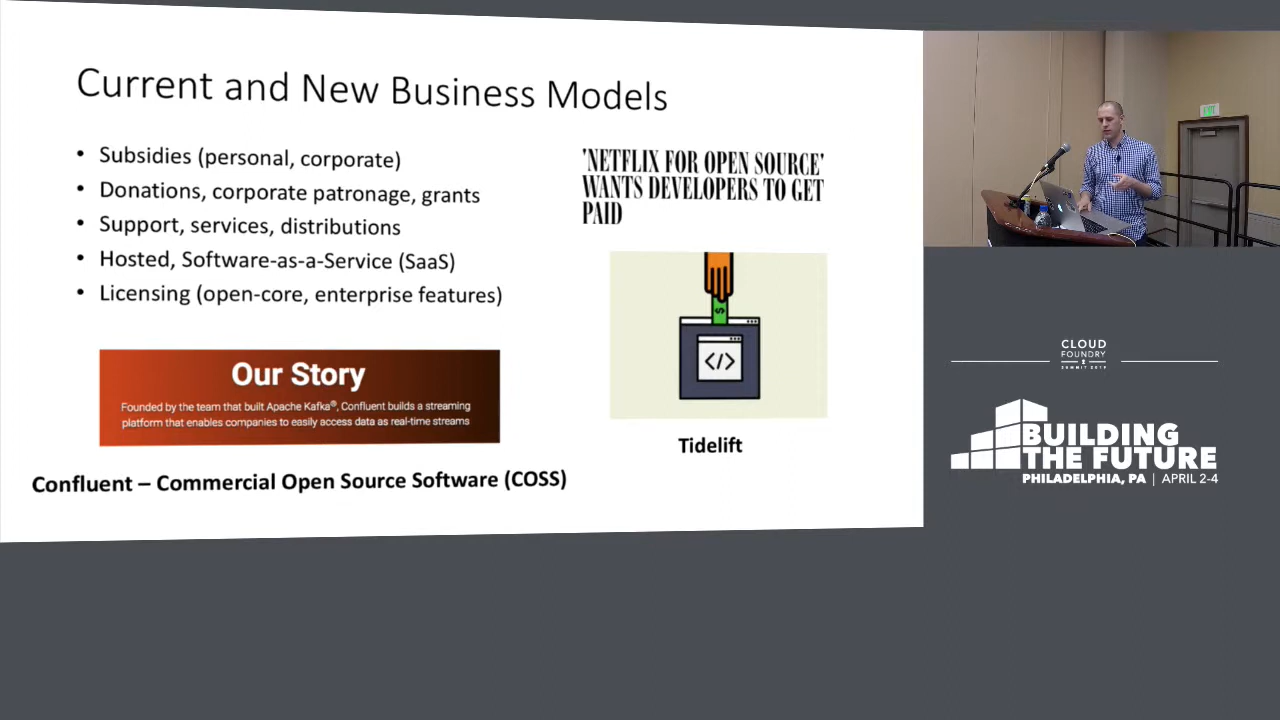 Current and New Business Models
• Subsidies (personal, corporate)
• Donations, corporate patronage, grants
• Support, services, distributions
• Hosted, Software-as-a-Service (SaaS)
• Licensing (open-core, enterprise features)
'NETFLIX FOR OPEN SOURCE'
WANTS DEVELOPERS TO GET
PAID
$
</>
Tidelift
Our Story
Founded by the team that built Apache Kafka®, Confluent builds a streaming
platform that enables companies to easily access data as real-time streams
Confluent – Commercial Open Source Software (COSS)
EXIT
CLOUD
FOUNDRY
SUMMIT 2019
BUILDING
THE FUTURE
PHILADELPHIA, PA | APRIL 2-4